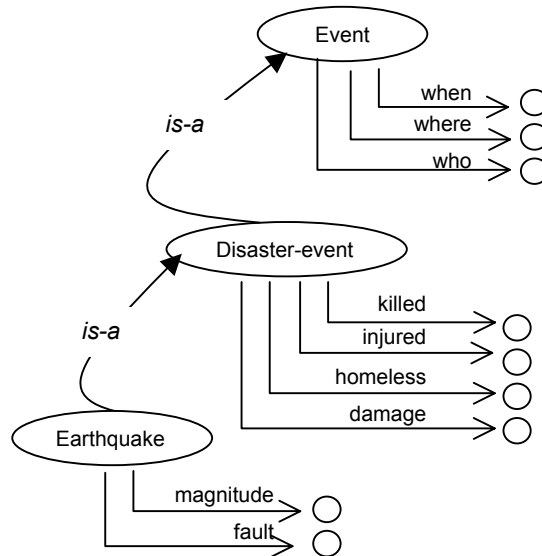 Event
when
where
who
is-a
Disaster-event
killed
injured
homeless
damage
is-a
Earthquake
magnitude
fault